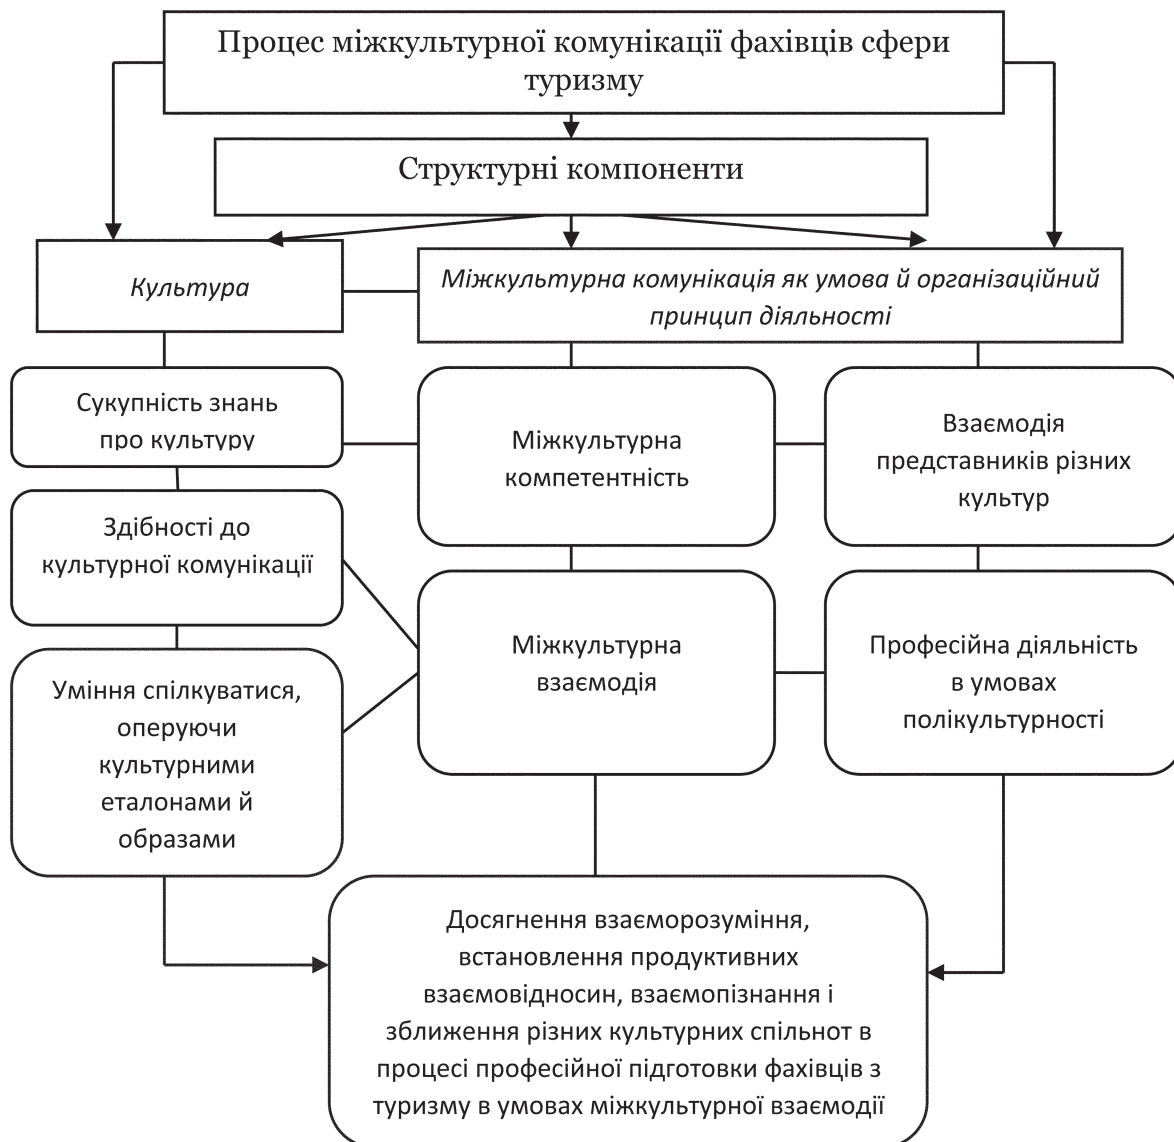 Процес міжкультурної комунікації фахівців сфери
туризму
Структурні компоненти
Культура
Міжкультурна комунікація як умова й організаційний
принцип діяльності
Сукупність знань
про культуру
Міжкультурна
компетентність
Взаємодія
представників різних
культур
Здібності до
культурної комунікації
Міжкультурна
взаємодія
Професійна діяльність
в умовах
полікультурності
Уміння спілкуватися,
оперуючи
культурними
еталонами й
образами
Досягнення взаєморозуміння,
встановлення продуктивних
взаємовідносин, взаємопізнання і
зближення різних культурних спільнот в
процесі професійної підготовки фахівців з
туризму в умовах міжкультурної взаємодії